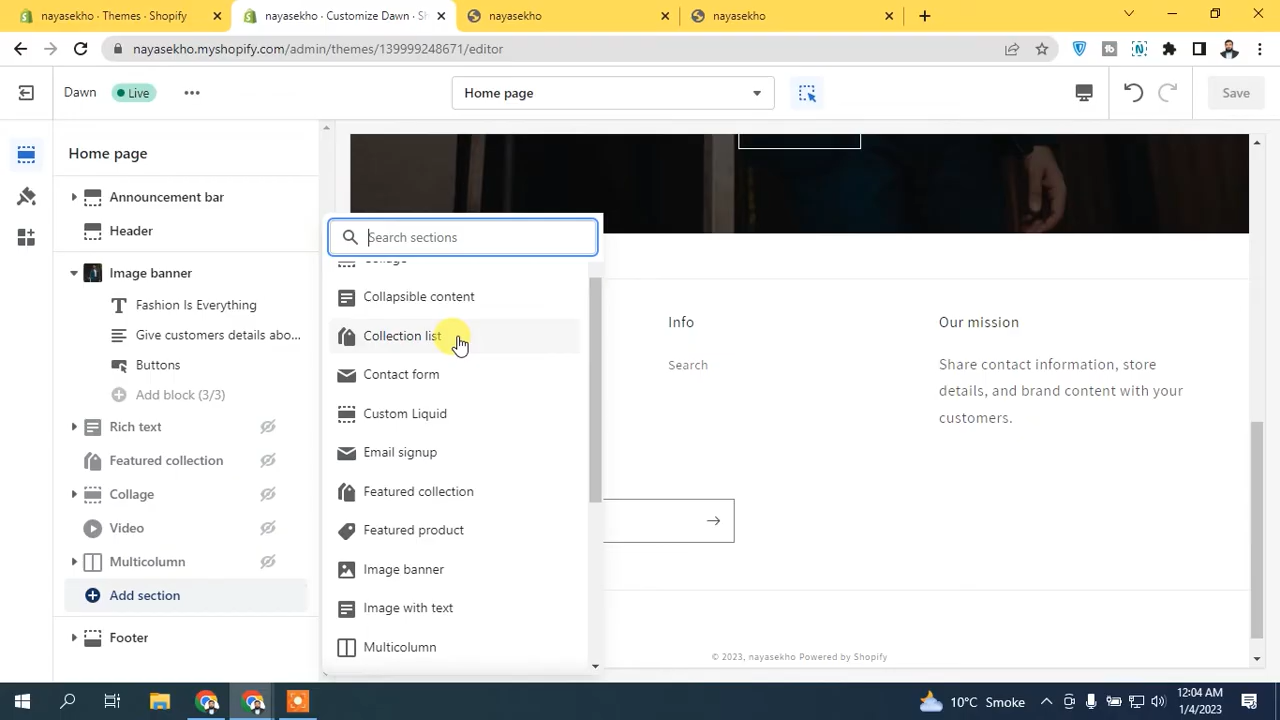 nayasekho - Themes - Shopify
nayasekho - Customize Dawn - Sh
nayasekho
nayasekho
nayasekho.myshopify.com/admin/themes/139999248671/editor
Dawn
Live
Home page
Save
Home page
Announcement bar
Header
Image banner
Fashion Is Everything
Give customers details abo...
Buttons
Add block (3/3)
Rich text
Featured collection
Collage
Video
Multicolumn
Add section
Footer
Search sections
Collage
Collapsible content
Collection list
Contact form
Custom Liquid
Email signup
Featured collection
Featured product
Image banner
Image with text
Multicolumn
Info
Search
Our mission
Share contact information, store
details, and brand content with your
customers.
© 2023, nayasekho Powered by Shopify
10°C Smoke
12:04 AM
1/4/2023